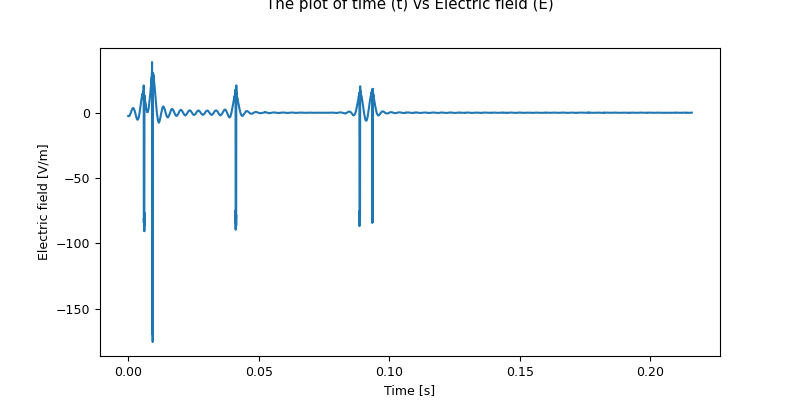 The plot of time (t) vs Electric field (E)
0
−50
−100
−150
Electric field [V/m]
0.00 0.05 0.10 0.15 0.20
Time [s]